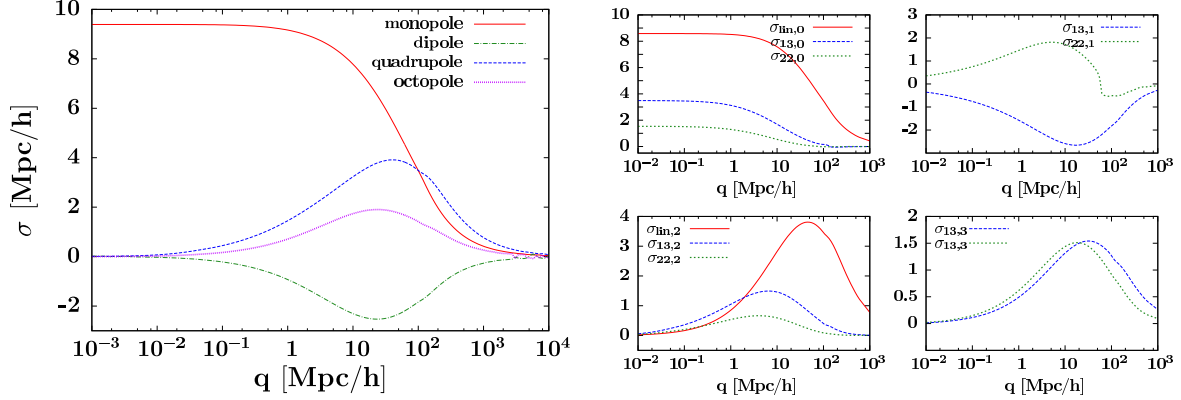 10
8
6
4
2
0
-2
σ [Mpc/h]
monopole
dipole
quadrupole
octopole
10⁻³ 10⁻² 10⁻¹ 1 10 10² 10³ 10⁴
q [Mpc/h]
10
8
6
4
2
0
σlin,0
σ13,0
σ22,0
10⁻² 10⁻¹ 1 10 10² 10³
q [Mpc/h]
3
2
1
0
-1
-2
σ13,1
σ22,1
10⁻² 10⁻¹ 1 10 10² 10³
q [Mpc/h]
4
3
2
1
0
σlin,2
σ13,2
σ22,2
10⁻² 10⁻¹ 1 10 10² 10³
q [Mpc/h]
2
1.5
1
0.5
0
σ13,3
σ13,3
10⁻² 10⁻¹ 1 10 10² 10³
q [Mpc/h]